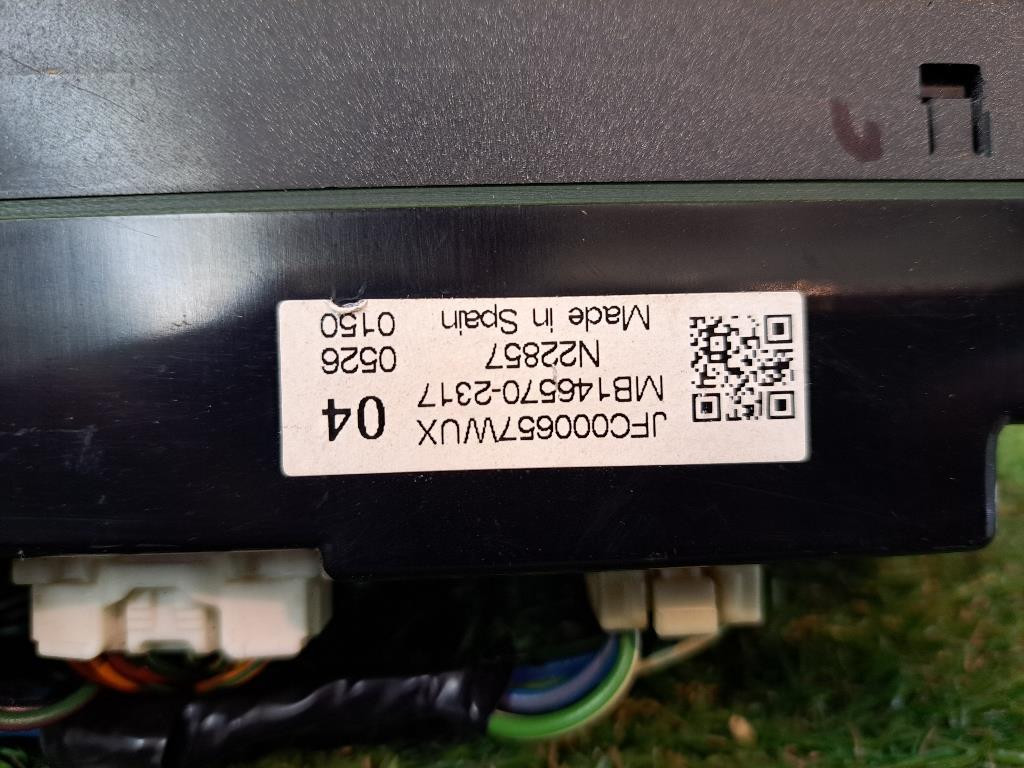 JFC000657WUX
MB146570-2317
04
N22857
0526
Made in Spain
0150